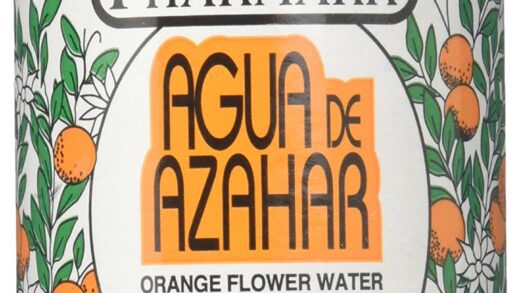 AGUA DE
AZAHAR
ORANGE FLOWER WATER